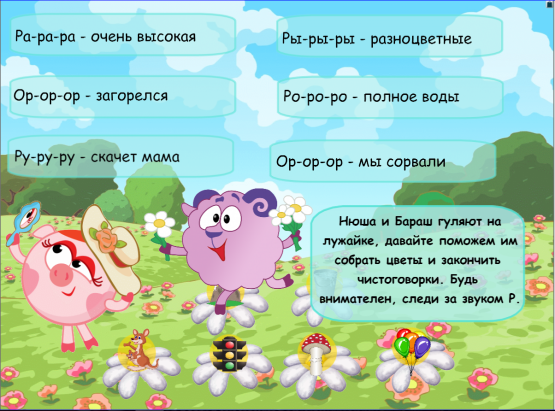 Ра-ра-ра - очень высокая
Ры-ры-ры - разноцветные
Ор-ор-ор - загорелся
Ро-ро-ро - полное воды
Ру-ру-ру - скачет мама
Ор-ор-ор - мы сорвали
Нюша и Бараш гуляют на
лужайке, давайте поможем им
собрать цветы и закончить
чистоговорки. Будь
внимателен, следи за звуком Р.